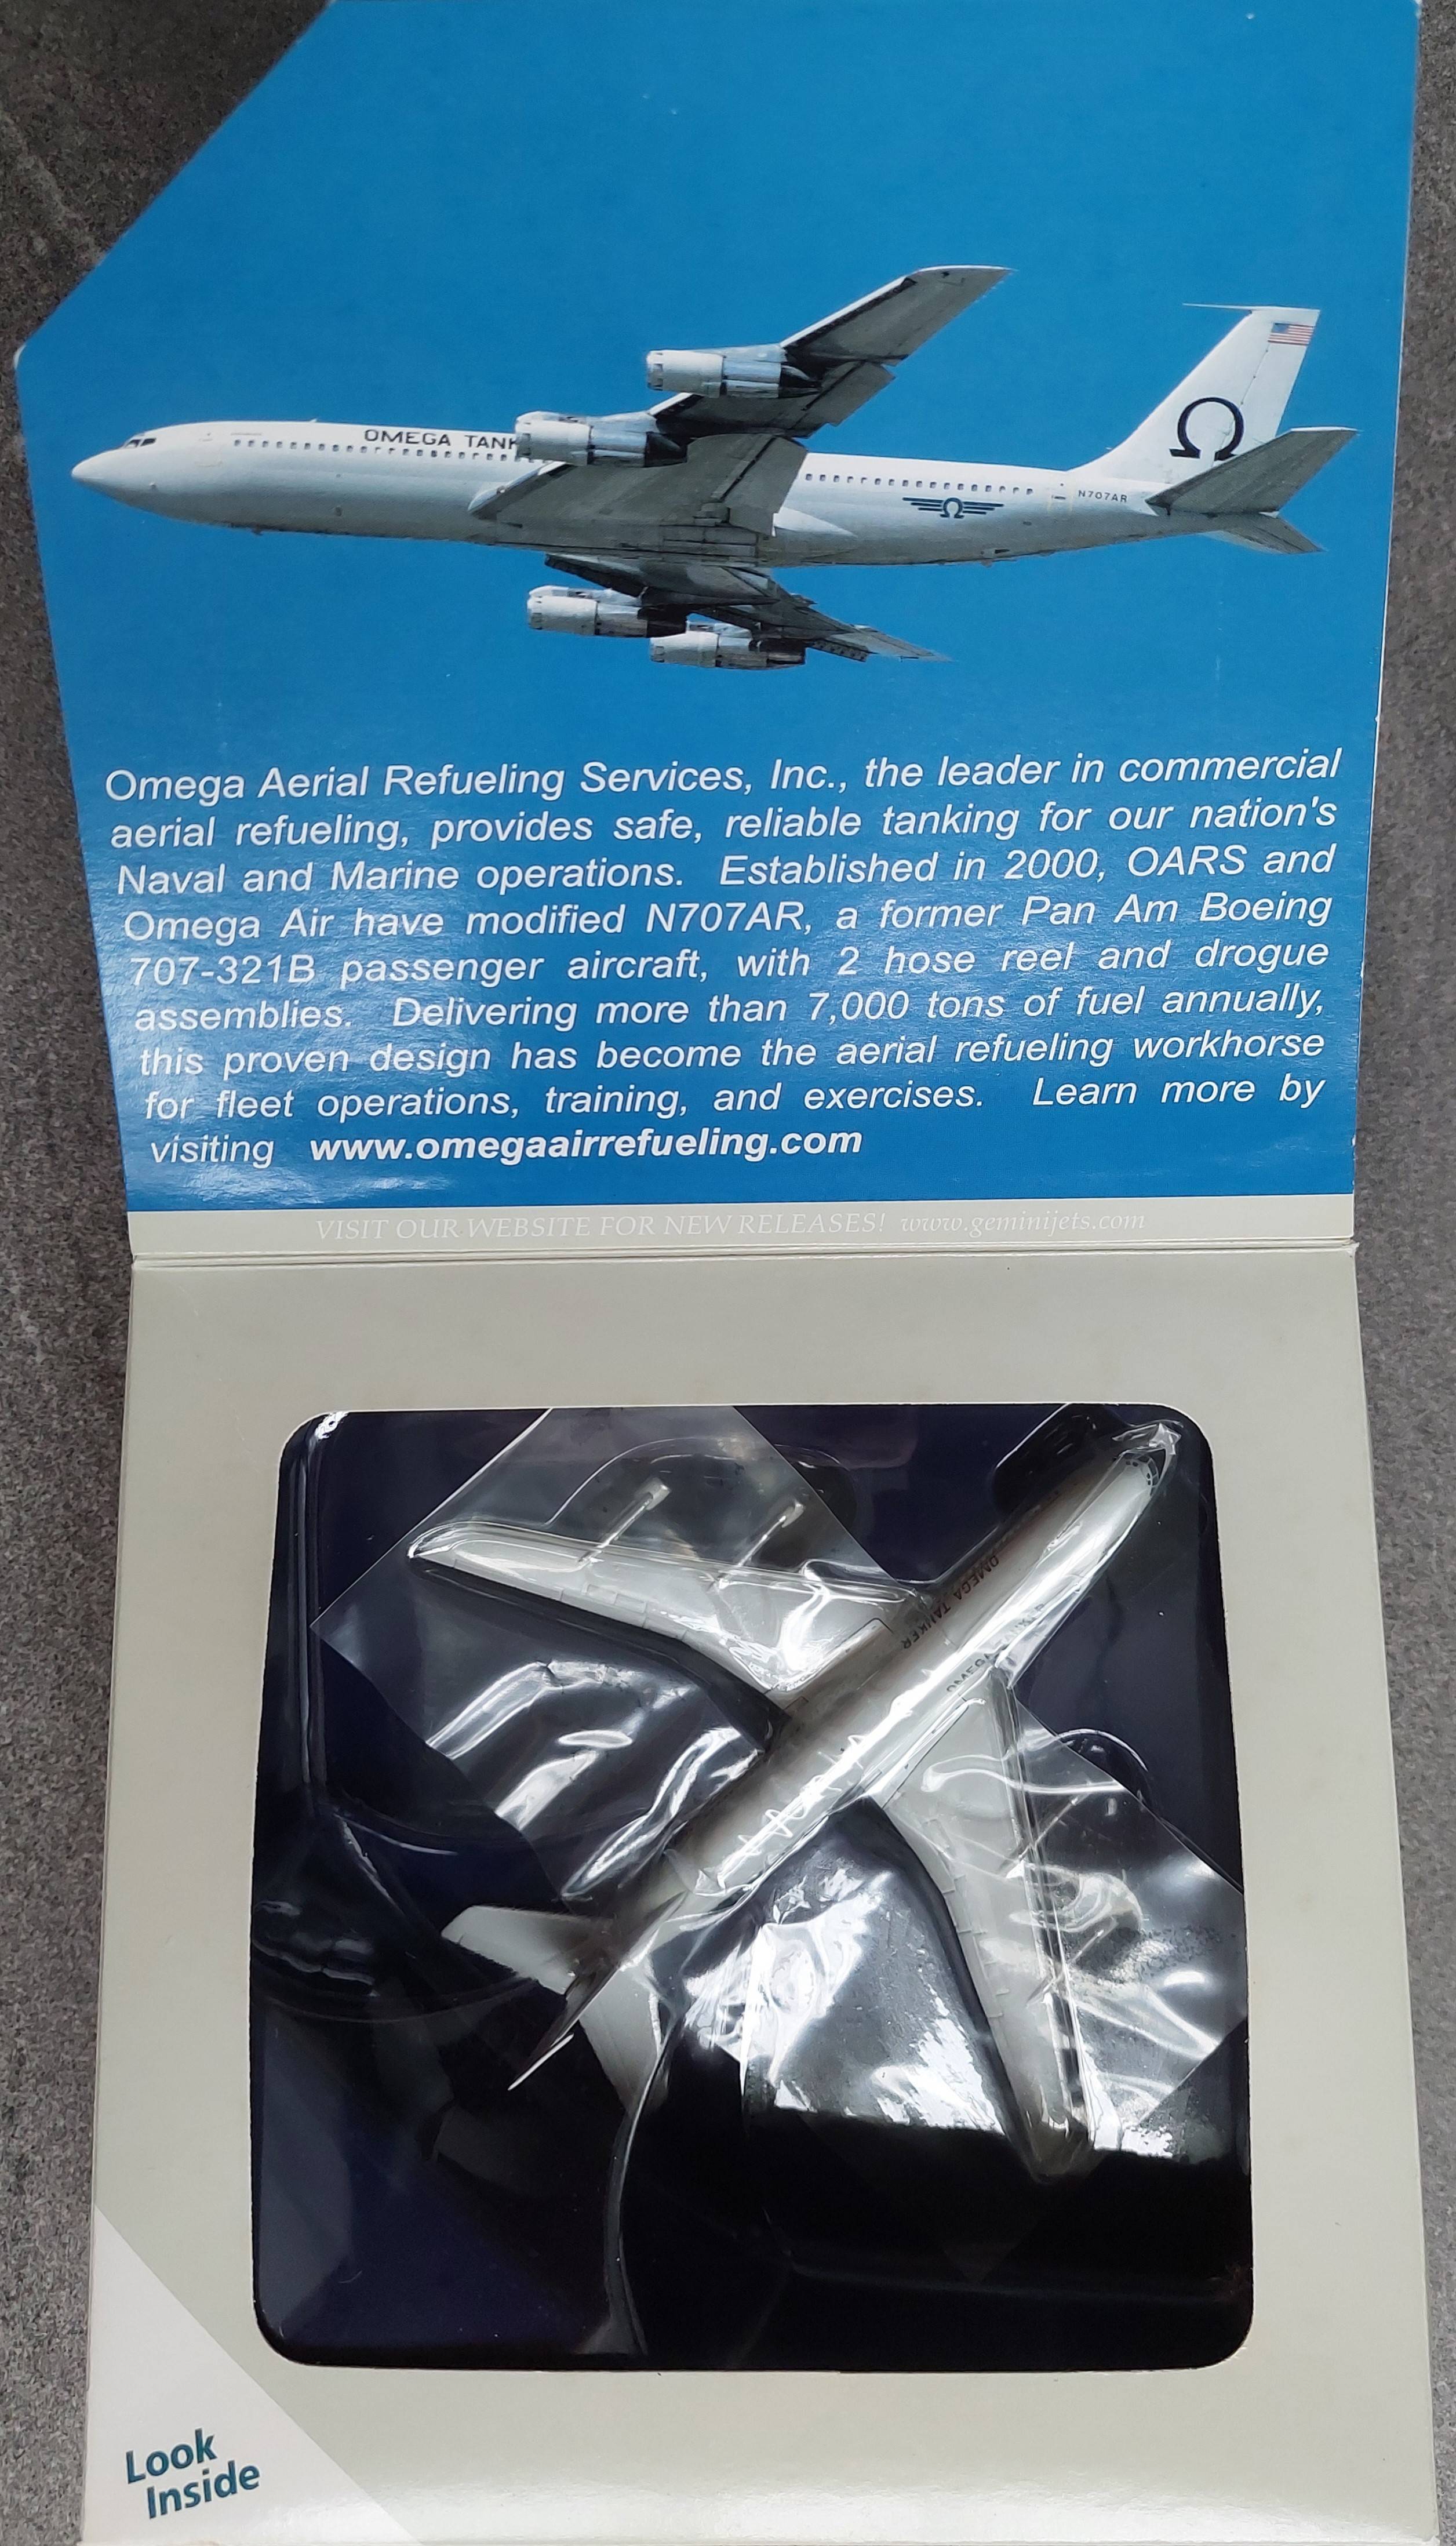 OMEGA TANK
Ω
N707AR
Ω
Omega Aerial Refueling Services, Inc., the leader in commercial
aerial refueling, provides safe, reliable tanking for our nation's
Naval and Marine operations. Established in 2000, OARS and
Omega Air have modified N707AR, a former Pan Am Boeing
707-321B passenger aircraft, with 2 hose reel and drogue
assemblies. Delivering more than 7,000 tons of fuel annually,
this proven design has become the aerial refueling workhorse
for fleet operations, training, and exercises. Learn more by
visiting www.omegaairrefueling.com
VISIT OUR WEBSITE FOR NEW RELEASES! www.geminijets.com
OMEGA TANKER
OMEGA TANKER
Look
Inside